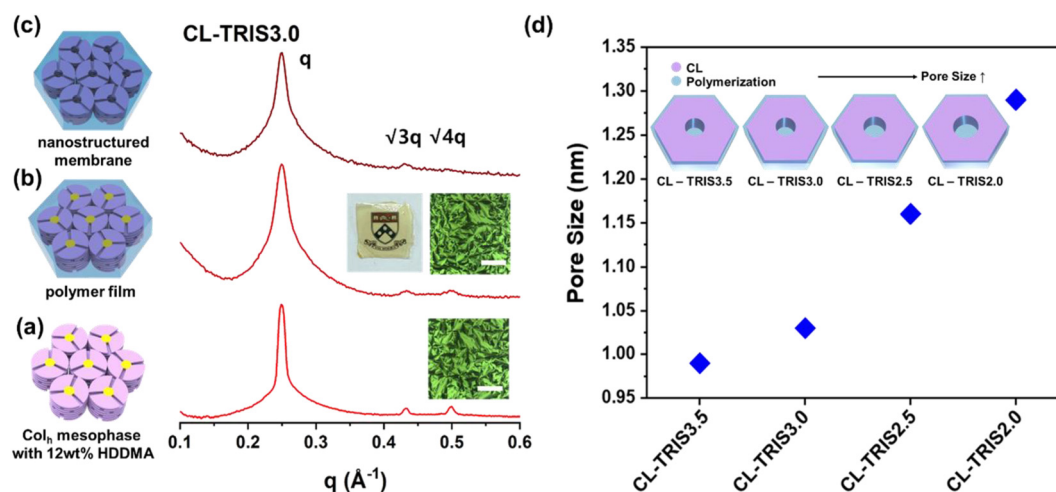 (c)
nanostructured
membrane
(b)
polymer film
(a)
Colh mesophase
with 12wt% HDDMA
CL-TRIS3.0
q
√3q √4q
0.1 0.2 0.3 0.4 0.5 0.6
q (Å⁻¹)
(d)
1.35
1.30
1.25
1.20
1.15
1.10
1.05
1.00
0.95
Pore Size (nm)
CL
Polymerization
Pore Size ↑
CL – TRIS3.5 CL – TRIS3.0 CL – TRIS2.5 CL – TRIS2.0
CL-TRIS3.5
CL-TRIS3.0
CL-TRIS2.5
CL-TRIS2.0